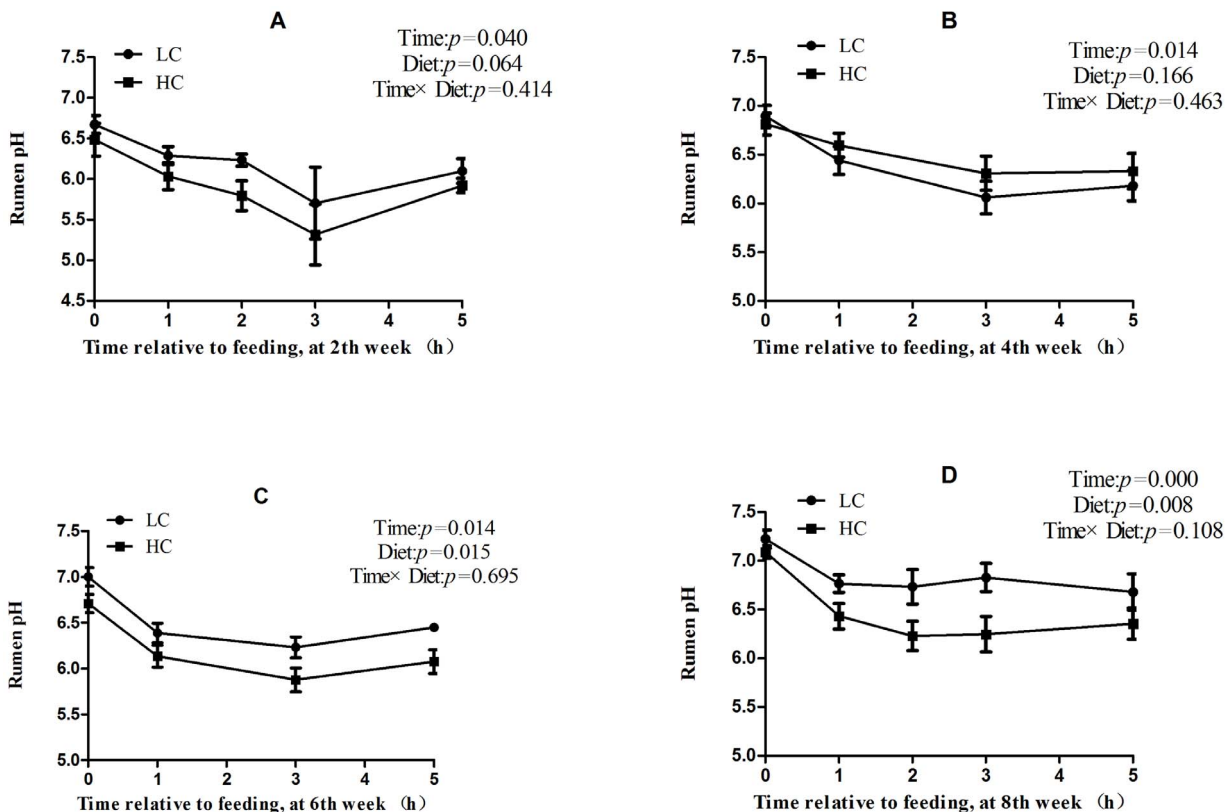 A
LC
HC
Time:p=0.040
Diet:p=0.064
Time× Diet:p=0.414
7.5
7.0
6.5
6.0
5.5
5.0
4.5
Rumen pH
0 1 2 3 4 5
Time relative to feeding, at 2th week (h)
B
LC
HC
Time:p=0.014
Diet:p=0.166
Time× Diet:p=0.463
7.5
7.0
6.5
6.0
5.5
5.0
Rumen pH
0 1 2 3 4 5
Time relative to feeding, at 4th week (h)
C
LC
HC
Time:p=0.014
Diet:p=0.015
Time× Diet:p=0.695
7.5
7.0
6.5
6.0
5.5
5.0
Rumen pH
0 1 2 3 4 5
Time relative to feeding, at 6th week (h)
D
LC
HC
Time:p=0.000
Diet:p=0.008
Time× Diet:p=0.108
7.5
7.0
6.5
6.0
5.5
5.0
Rumen pH
0 1 2 3 4 5
Time relative to feeding, at 8th week (h)